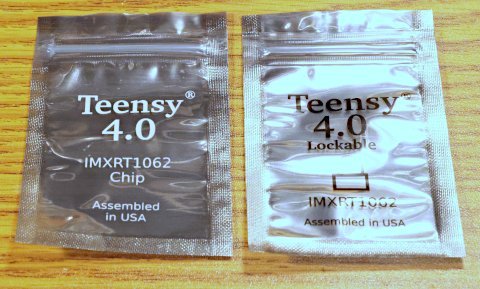 Teensy®
4.0
IMXRT1062
Chip
Assembled
in USA
Teensy®
4.0
Lockable
IMXRT1062
Assembled in USA